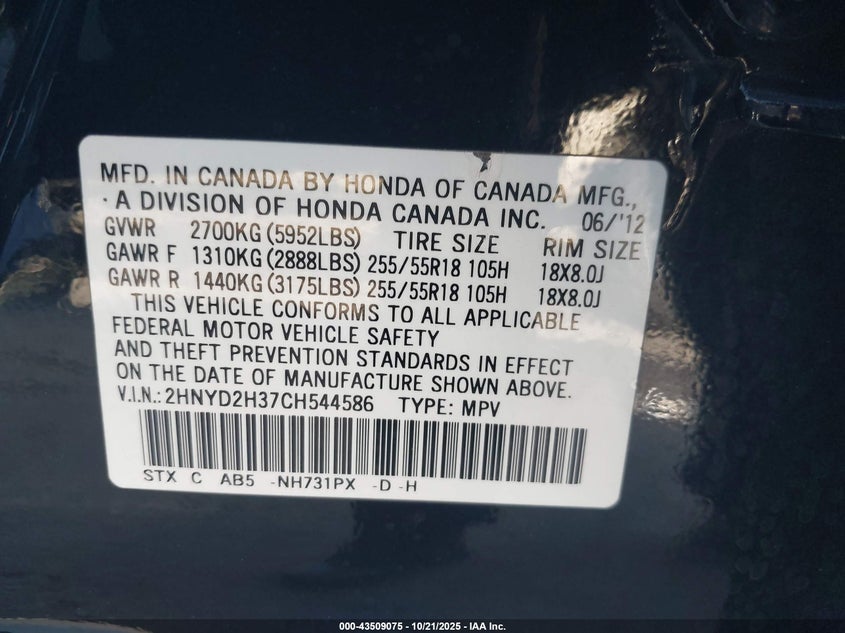 MFD. IN CANADA BY HONDA OF CANADA MFG.,
· A DIVISION OF HONDA CANADA INC. 06/'12
GVWR 2700KG (5952LBS) TIRE SIZE RIM SIZE
GAWR F 1310KG (2888LBS) 255/55R18 105H 18X8.0J
GAWR R 1440KG (3175LBS) 255/55R18 105H 18X8.0J
THIS VEHICLE CONFORMS TO ALL APPLICABLE
FEDERAL MOTOR VEHICLE SAFETY
AND THEFT PREVENTION STANDARDS IN EFFECT
ON THE DATE OF MANUFACTURE SHOWN ABOVE.
V.I.N.: 2HNYD2H37CH544586 TYPE: MPV
STX C AB5 -NH731PX -D -H
000-43509075 - 10/21/2025 - IAA Inc.